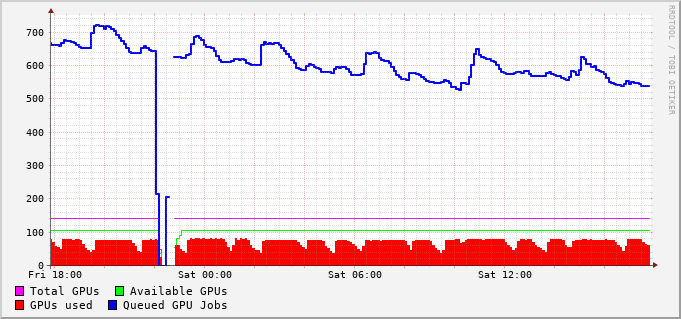 700
600
500
400
300
200
100
0
Fri 18:00 Sat 00:00 Sat 06:00 Sat 12:00
Total GPUs Available GPUs
GPUs used Queued GPU Jobs
RRDTOOL / TOBI OETIKER